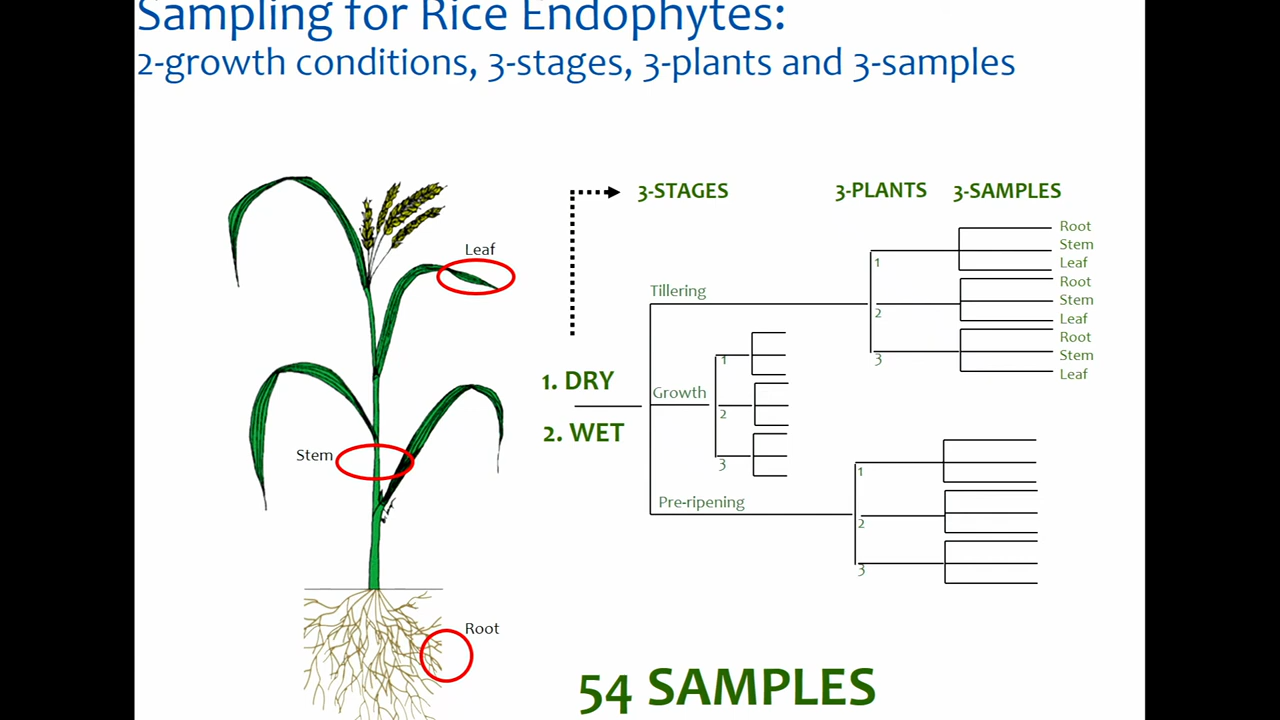 Sampling for Rice Endophytes:
2-growth conditions, 3-stages, 3-plants and 3-samples
3-STAGES
3-PLANTS
3-SAMPLES
Leaf
Stem
Root
1. DRY
2. WET
Tillering
1
2
3
Root
Stem
Leaf
Root
Stem
Leaf
Root
Stem
Leaf
Growth
1
2
3
Pre-ripening
1
2
3
54 SAMPLES